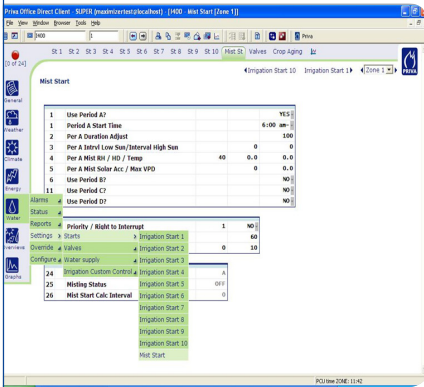 Priva Office Direct Client - SUPER (maximizertest@localhost) - [I400 - Mist Start [Zone 1]]
File View Window Browser Tools Help
I400 1 Priva
[0 of 24]
St 1 St 2 St 3 St 4 St 5 St 6 St 7 St 8 St 9 St 10 Mist St Valves Crop Aging
Irrigation Start 10 Irrigation Start 1 Zone 1
PRIVA
Mist Start
General
Weather
Climate
Energy
Water
Overviews
Graphs
1 Use Period A? YES
1 Period A Start Time 6:00 am-
2 Per A Duration Adjust 100
3 Per A Intrvl Low Sun/Interval High Sun 0 0
4 Per A Mist RH / HD / Temp 40 0.0 0.0
5 Per A Mist Solar Acc / Max VPD 0 0.0
6 Use Period B? NO
11 Use Period C? NO
Use Period D? NO
Alarms
Status
Reports
Settings
Override
Configure
Priority / Right to Interrupt 1 NO
60
0 10
Starts
Valves
Water supply
Irrigation Custom Control
Irrigation Start 1
Irrigation Start 2
Irrigation Start 3
Irrigation Start 4
Irrigation Start 5
Irrigation Start 6
Irrigation Start 7
Irrigation Start 8
Irrigation Start 9
Irrigation Start 10
Mist Start
24 A
25 Misting Status OFF
26 Mist Start Calc Interval 0
PCU time ZONE: 11:42